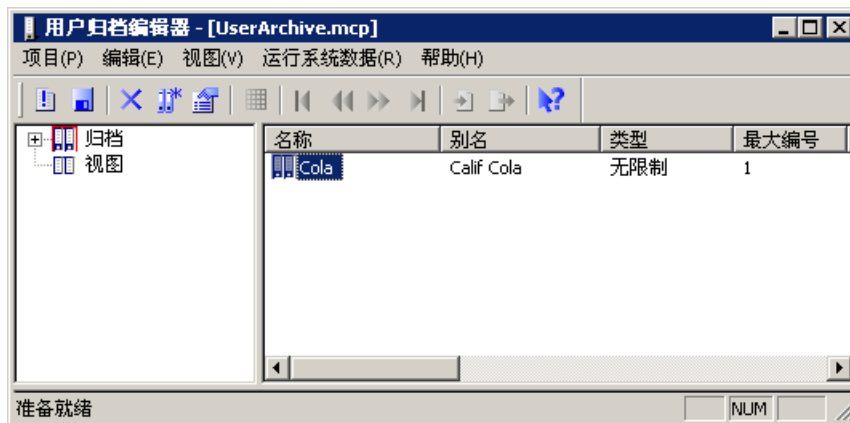 用户归档编辑器 - [UserArchive.mcp]
项目(P) 编辑(E) 视图(V) 运行系统数据(R) 帮助(H)
归档
视图
名称 别名 类型 最大编号
Cola Calif Cola 无限制 1
准备就绪 NUM